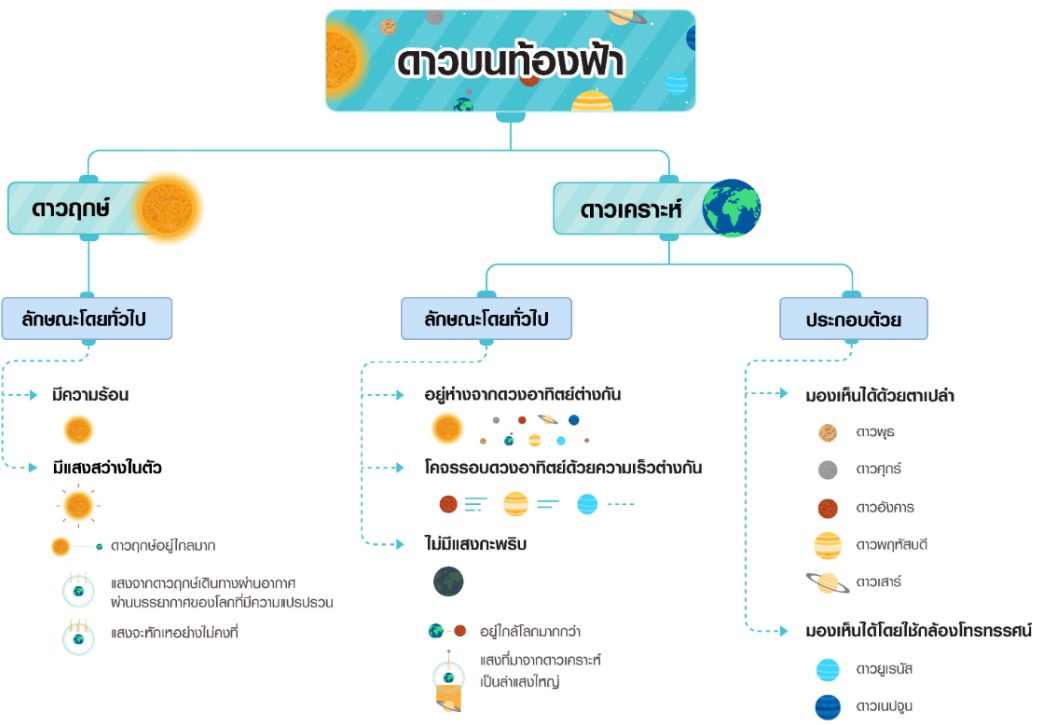 ดาวบนท้องฟ้า
ดาวฤกษ์
ลักษณะโดยทั่วไป
มีความร้อน
มีแสงสว่างในตัว
ดาวฤกษ์อยู่ไกลมาก
แสงจากดาวฤกษ์เดินทางผ่านอากาศ
ผ่านบรรยากาศของโลกที่มีความแปรปรวน
แสงจะหักเหอย่างไม่คงที่
ดาวเคราะห์
ลักษณะโดยทั่วไป
อยู่ห่างจากดวงอาทิตย์ต่างกัน
โคจรรอบดวงอาทิตย์ด้วยความเร็วต่างกัน
ไม่มีแสงกะพริบ
อยู่ใกล้โลกมากกว่า
แสงที่มาจากดาวเคราะห์
เป็นลำแสงใหญ่
ประกอบด้วย
มองเห็นได้ด้วยตาเปล่า
ดาวพุธ
ดาวศุกร์
ดาวอังคาร
ดาวพฤหัสบดี
ดาวเสาร์
มองเห็นได้โดยใช้กล้องโทรทรรศน์
ดาวยูเรนัส
ดาวเนปจูน